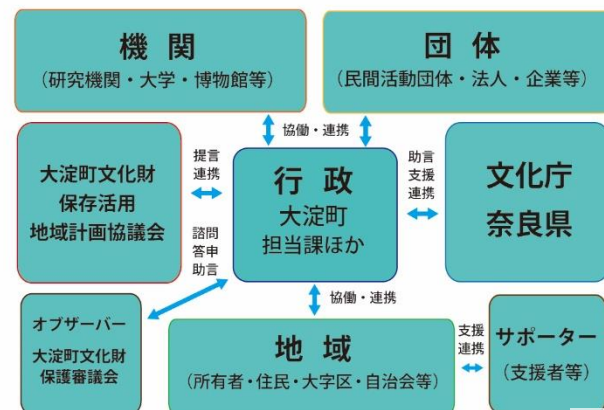 機関
（研究機関・大学・博物館等）
団体
（民間活動団体・法人・企業等）
協働・連携
大淀町文化財
保存活用
地域計画協議会
提言
連携
行政
大淀町
担当課ほか
助言
支援
連携
文化庁
奈良県
諮問
答申
助言
オブザーバー
大淀町文化財
保護審議会
協働・連携
地域
（所有者・住民・大字区・自治会等）
支援
連携
サポーター
（支援者等）